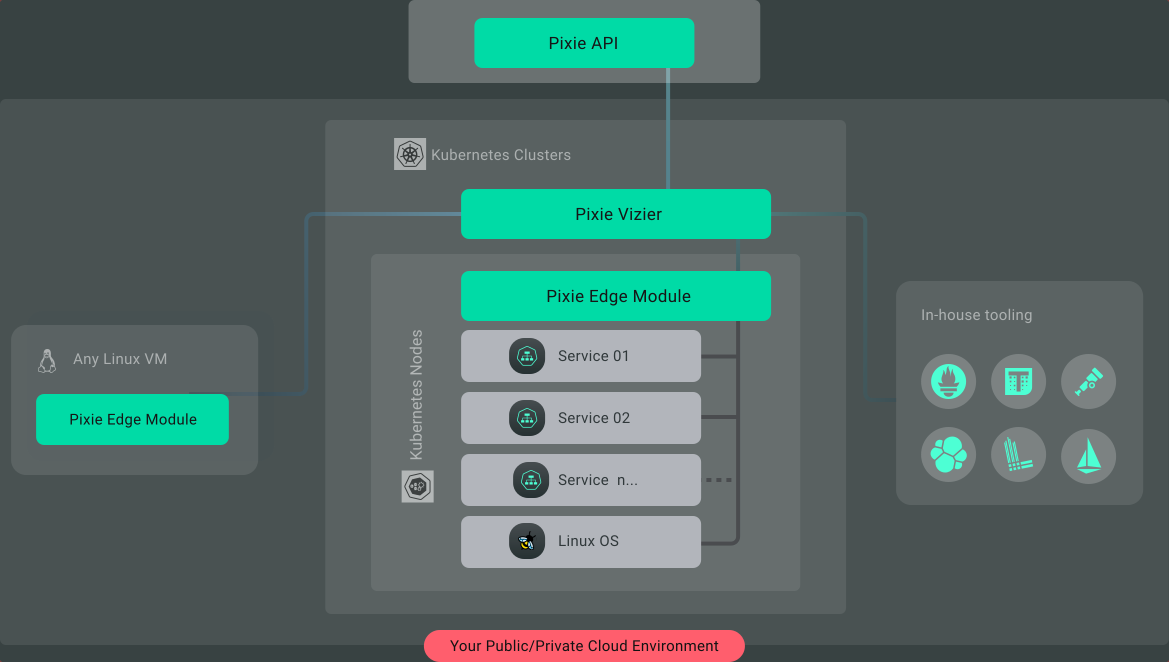 Pixie API
Kubernetes Clusters
Pixie Vizier
Pixie Edge Module
Kubernetes Nodes
Service 01
Service 02
Service n...
Linux OS
Any Linux VM
Pixie Edge Module
In-house tooling
Your Public/Private Cloud Environment